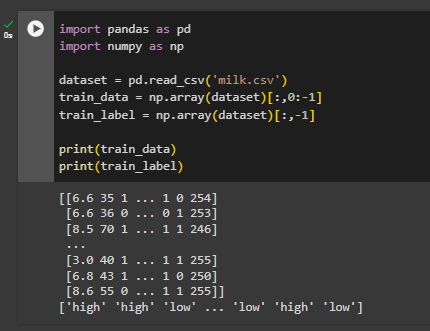 0s
import pandas as pd
import numpy as np
dataset = pd.read_csv('milk.csv')
train_data = np.array(dataset)[:,0:-1]
train_label = np.array(dataset)[:,-1]
print(train_data)
print(train_label)
[[6.6 35 1 ... 1 0 254]
[6.6 36 0 ... 0 1 253]
[8.5 70 1 ... 1 1 246]
...
[3.0 40 1 ... 1 1 255]
[6.8 43 1 ... 1 0 250]
[8.6 55 0 ... 1 1 255]]
['high' 'high' 'low' ... 'low' 'high' 'low']